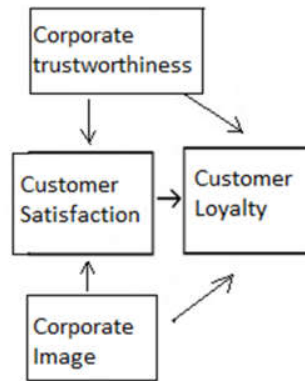 Corporate
trustworthiness
Customer
Satisfaction
Customer
Loyalty
Corporate
Image